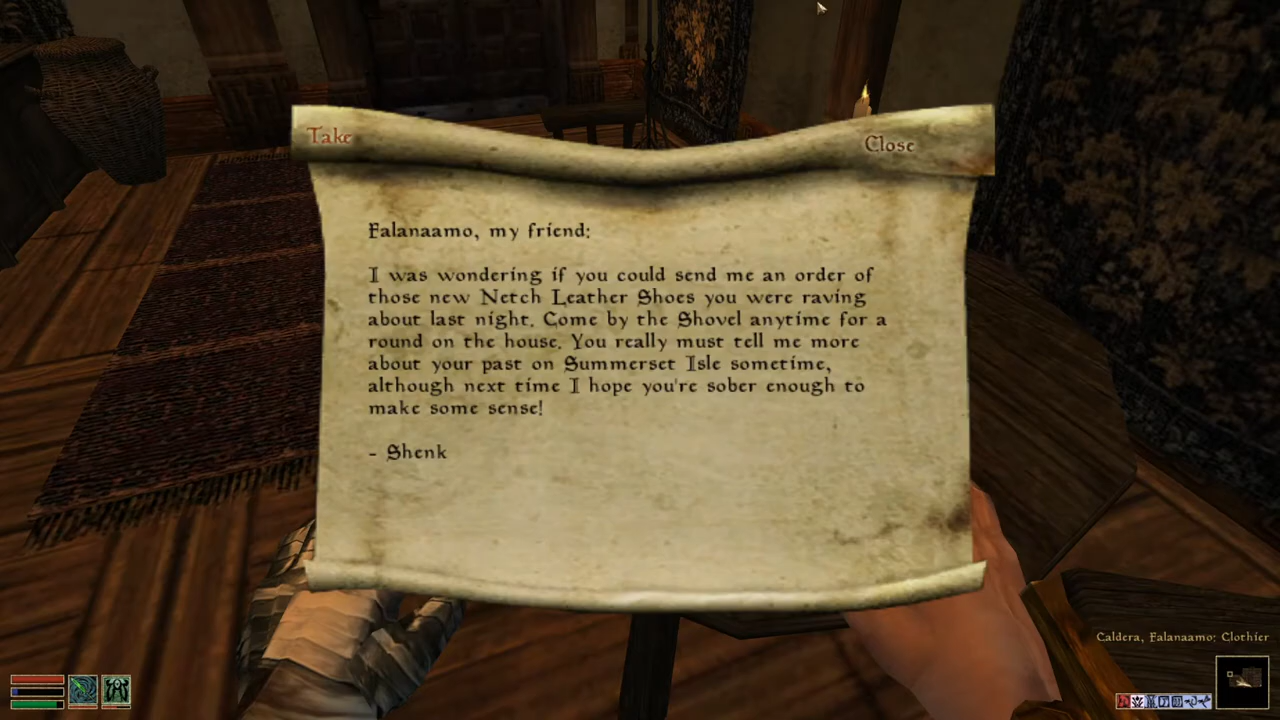 Take
Close
Falanaamo, my friend:
I was wondering if you could send me an order of
those new Netch Leather Shoes you were raving
about last night. Come by the Shovel anytime for a
round on the house. You really must tell me more
about your past on Summerset Isle sometime,
although next time I hope you're sober enough to
make some sense!
- Shenk
Caldera, Falanaamo: Clothier